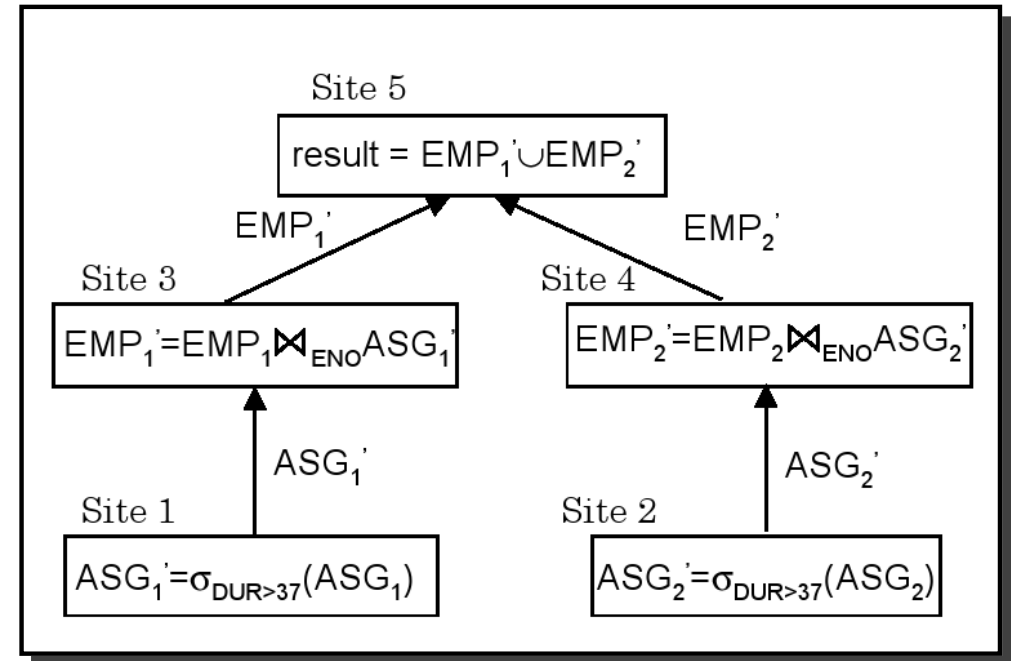 Site 5
result = EMP₁'∪EMP₂'
EMP₁'
EMP₂'
Site 3
Site 4
EMP₁'=EMP₁⋈ENOASG₁'
EMP₂'=EMP₂⋈ENOASG₂'
ASG₁'
ASG₂'
Site 1
Site 2
ASG₁'=σDUR>37(ASG₁)
ASG₂'=σDUR>37(ASG₂)